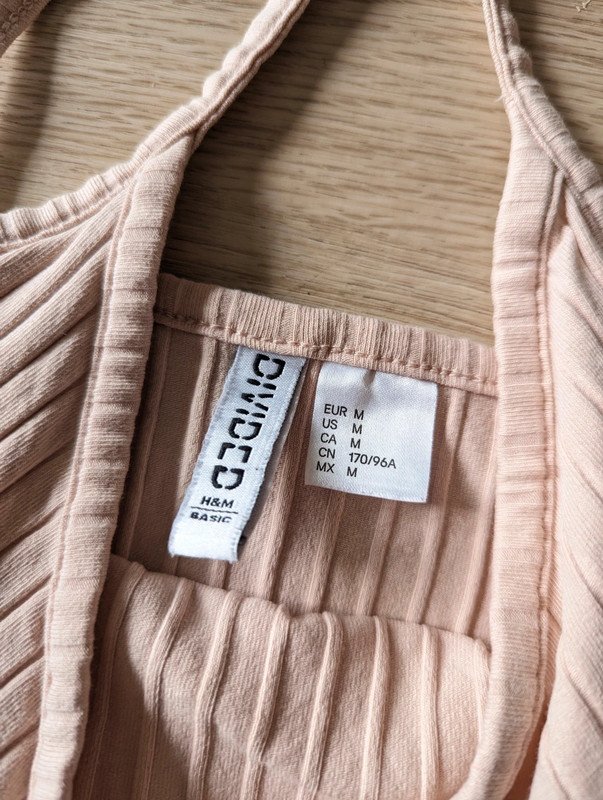 DIVIDED
H&M
BASIC
EUR M
US M
CA M
CN 170/96A
MX M